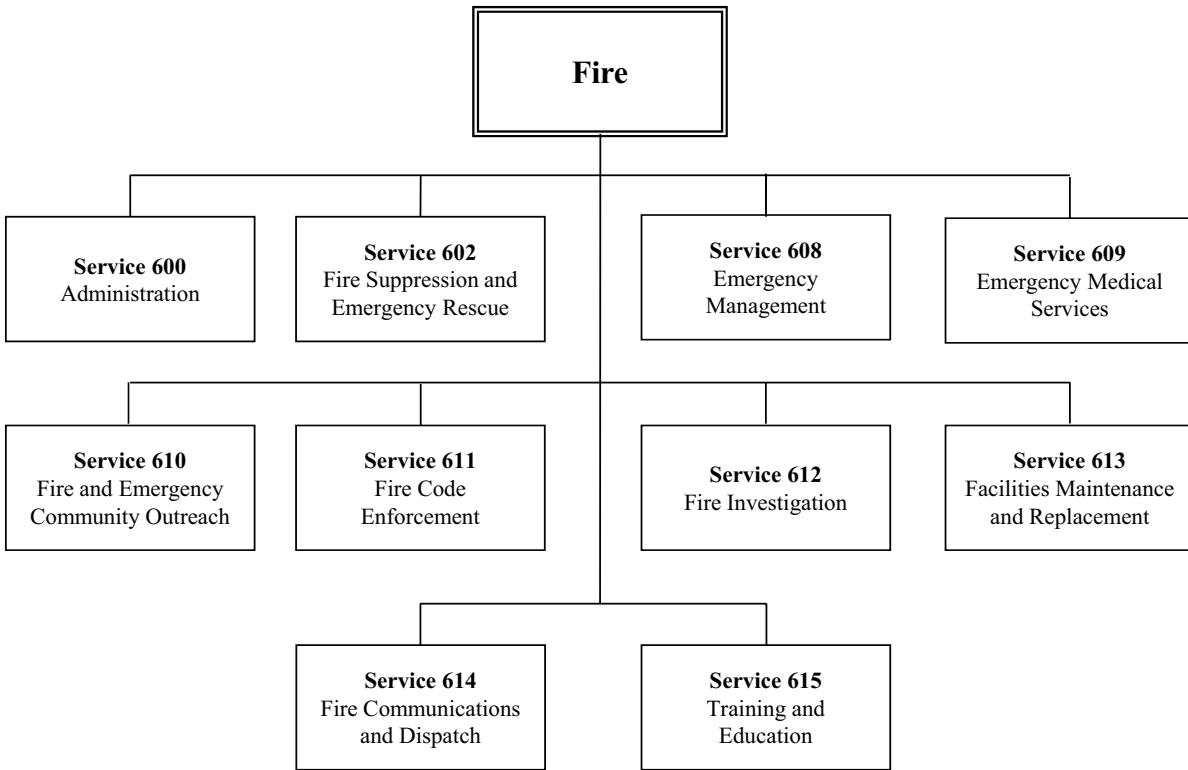 Fire
Service 600
Administration
Service 602
Fire Suppression and
Emergency Rescue
Service 608
Emergency
Management
Service 609
Emergency Medical
Services
Service 610
Fire and Emergency
Community Outreach
Service 611
Fire Code
Enforcement
Service 612
Fire Investigation
Service 613
Facilities Maintenance
and Replacement
Service 614
Fire Communications
and Dispatch
Service 615
Training and
Education